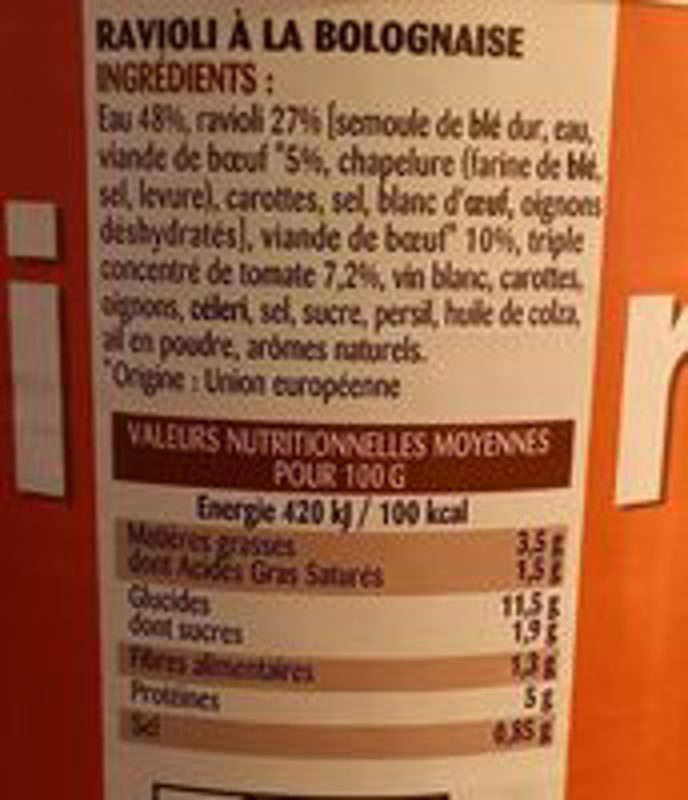 RAVIOLI À LA BOLOGNAISE
INGRÉDIENTS :
Eau 48%, ravioli 27% [semoule de blé dur, eau,
viande de bœuf *5%, chapelure (farine de blé,
sel, levure), carottes, sel, blanc d'œuf, oignons
déshydratés], viande de bœuf* 10%, triple
concentré de tomate 7,2%, vin blanc, carottes,
oignons, céleri, sel, sucre, persil, huile de colza,
ail en poudre, arômes naturels.
*Origine : Union européenne
VALEURS NUTRITIONNELLES MOYENNES
POUR 100 G
Energie 420 kJ / 100 kcal
Matières grasses 3,5 g
dont Acides Gras Saturés 1,5 g
Glucides 11,5 g
dont sucres 1,9 g
Fibres alimentaires 1,3 g
Protéines 5 g
Sel 0,85 g
i
r